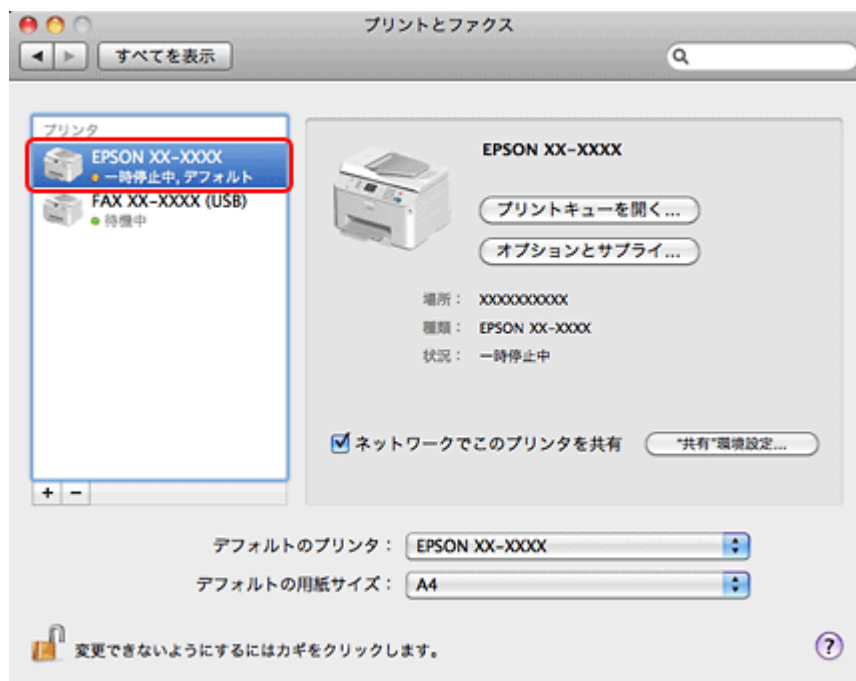 プリントとファクス
すべてを表示
プリンタ
EPSON XX-XXXX
一時停止中, デフォルト
FAX XX-XXXX (USB)
待機中
EPSON XX-XXXX
プリントキューを開く...
オプションとサプライ...
場所： XXXXXXXXXX
種類： EPSON XX-XXXX
状況： 一時停止中
ネットワークでこのプリンタを共有 "共有"環境設定...
+ −
デフォルトのプリンタ： EPSON XX-XXXX
デフォルトの用紙サイズ： A4
変更できないようにするにはカギをクリックします。 ?